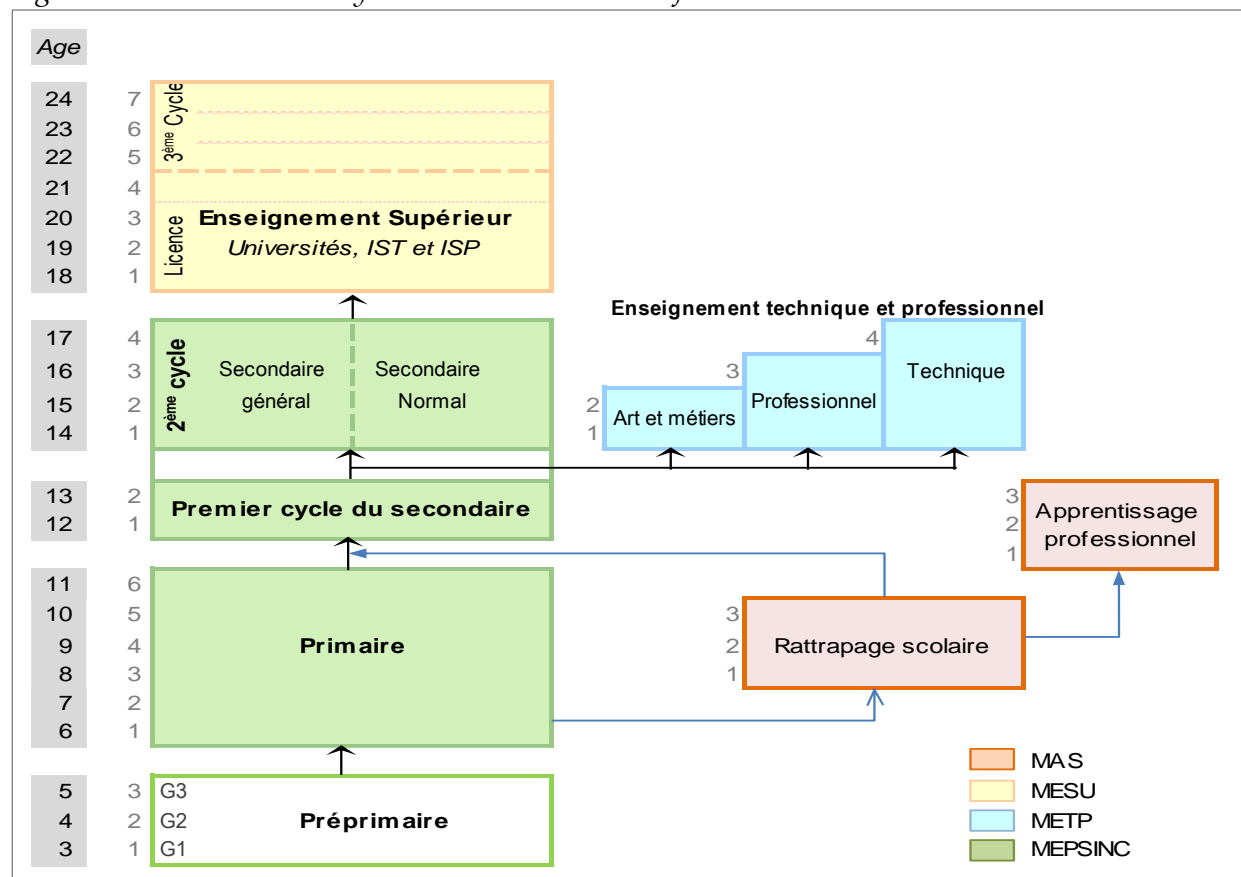 Age
24 7
23 6
22 5
3ème Cycle
21 4
20 3
19 2
18 1
Licence
Enseignement Supérieur
Universités, IST et ISP
Enseignement technique et professionnel
17 4
16 3
15 2
14 1
2ème cycle
Secondaire
général
Secondaire
Normal
2
1
Art et métiers
3
Professionnel
4
Technique
13 2
12 1
Premier cycle du secondaire
3
2
1
Apprentissage
professionnel
11 6
10 5
9 4
8 3
7 2
6 1
Primaire
3
2
1
Rattrapage scolaire
5 3 G3
4 2 G2
3 1 G1
Préprimaire
MAS
MESU
METP
MEPSINC